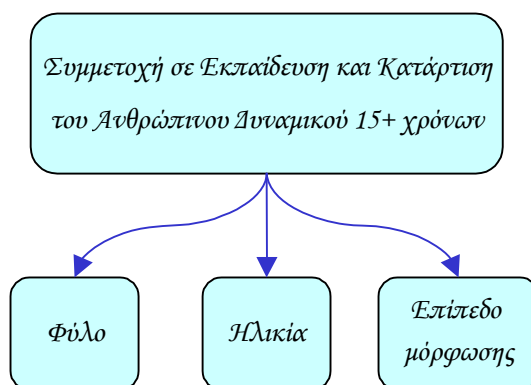 Συμμετοχή σε Εκπαίδευση και Κατάρτιση
του Ανθρώπινου Δυναμικού 15+ χρόνων
Φύλο
Ηλικία
Επίπεδο
μόρφωσης